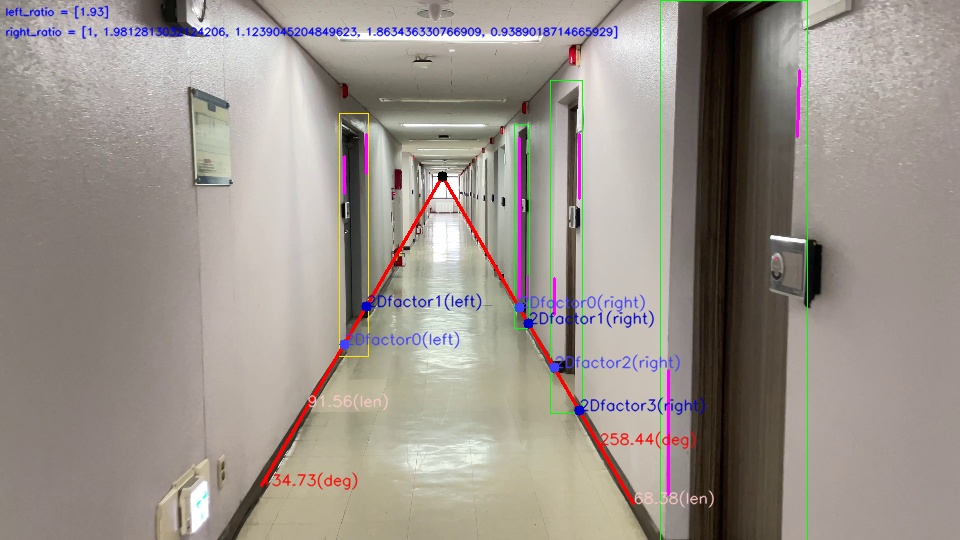 left_ratio = [1.93]
right_ratio = [1, 1.9812813032124206, 1.1239045204849623, 1.863436330766909, 0.9389018714665929]
2Dfactor1(left)
2Dfactor0(right)
2Dfactor1(right)
2Dfactor0(left)
2Dfactor2(right)
91.56(len)
2Dfactor3(right)
258.44(deg)
34.73(deg)
68.38(len)